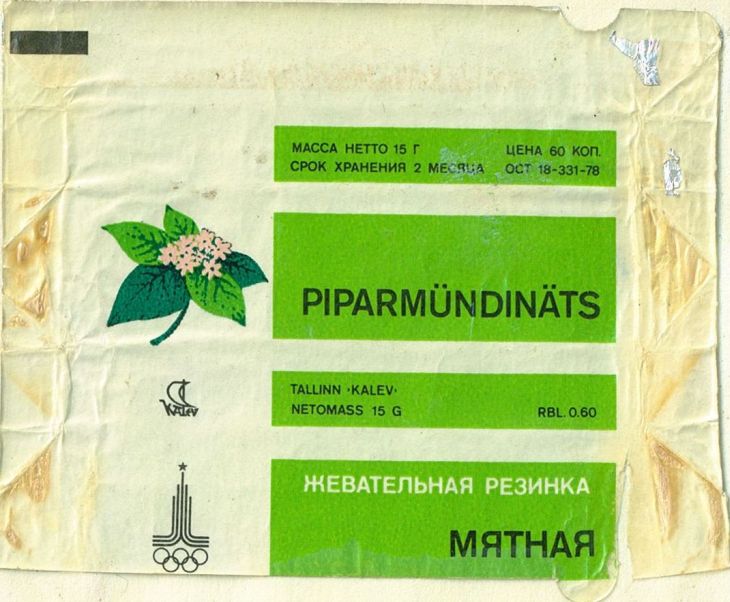 МАССА НЕТТО 15 Г ЦЕНА 60 КОП.
СРОК ХРАНЕНИЯ 2 МЕСЯЦА ОСТ 18-331-78
PIPARMÜNDINÄTS
TALLINN ‹KALEV›
NETOMASS 15 G RBL. 0.60
KALEV
ЖЕВАТЕЛЬНАЯ РЕЗИНКА
МЯТНАЯ